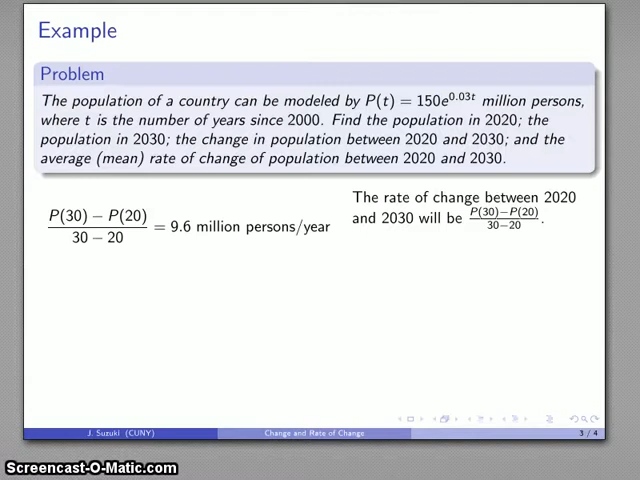 Example
Problem
The population of a country can be modeled by P(t) = 150e^0.03t million persons,
where t is the number of years since 2000. Find the population in 2020; the
population in 2030; the change in population between 2020 and 2030; and the
average (mean) rate of change of population between 2020 and 2030.
P(30) − P(20)
30 − 20
= 9.6 million persons/year
The rate of change between 2020
and 2030 will be P(30)−P(20)/30−20.
J. Suzuki (CUNY)
Change and Rate of Change
3 / 4
Screencast-O-Matic.com